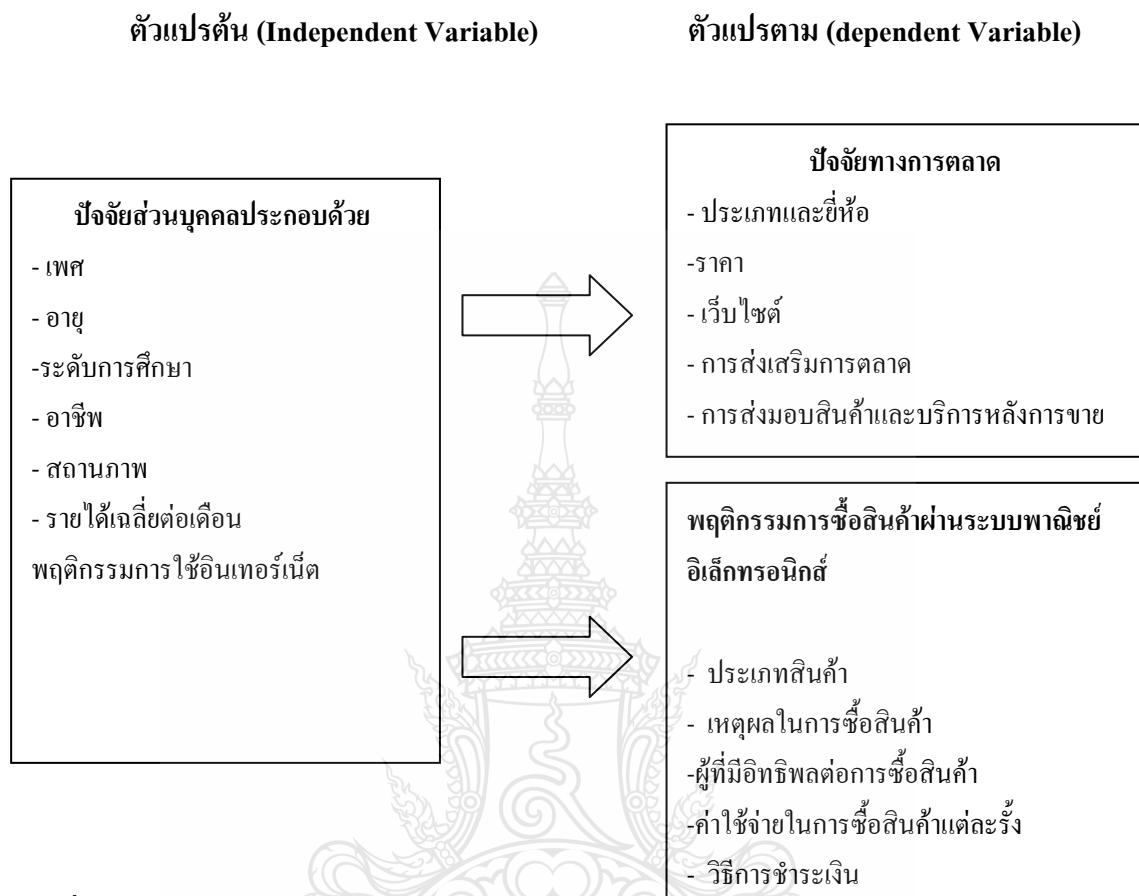 ตัวแปรต้น (Independent Variable)
ตัวแปรตาม (dependent Variable)
ปัจจัยส่วนบุคคลประกอบด้วย
- เพศ
- อายุ
-ระดับการศึกษา
- อาชีพ
- สถานภาพ
- รายได้เฉลี่ยต่อเดือน
พฤติกรรมการใช้อินเทอร์เน็ต
ปัจจัยทางการตลาด
- ประเภทและยี่ห้อ
-ราคา
- เว็บไซต์
- การส่งเสริมการตลาด
- การส่งมอบสินค้าและบริการหลังการขาย
พฤติกรรมการซื้อสินค้าผ่านระบบพาณิชย์
อิเล็กทรอนิกส์
- ประเภทสินค้า
- เหตุผลในการซื้อสินค้า
-ผู้ที่มีอิทธิพลต่อการซื้อสินค้า
-ค่าใช้จ่ายในการซื้อสินค้าแต่ละรั้ง
- วิธีการชำระเงิน